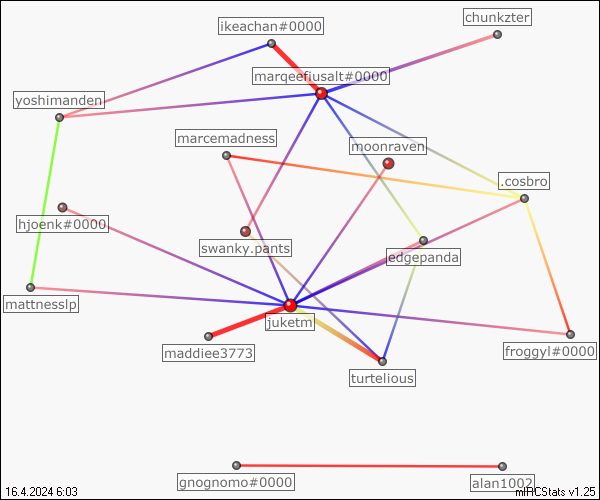 ikeachan#0000
chunkzter
marqeefiusalt#0000
yoshimanden
marcemadness
moonraven
.cosbro
hjoenk#0000
swanky.pants
edgepanda
mattnesslp
juketm
maddiee3773
froggyl#0000
turtelious
gnognomo#0000
alan1002
16.4.2024 6:03
mIRCStats v1.25